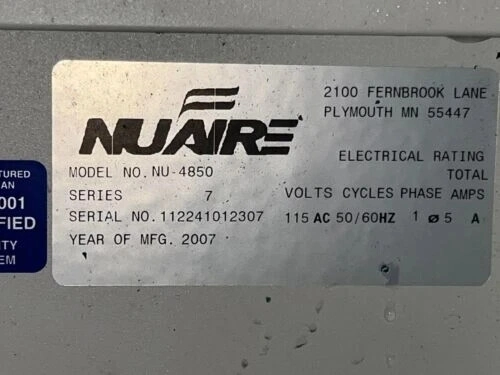 NUAIRE
2100 FERNBROOK LANE
PLYMOUTH MN 55447
ELECTRICAL RATING
TOTAL
VOLTS CYCLES PHASE AMPS
115 AC 50/60HZ 1 ø 5 A
MODEL NO. NU-4850
SERIES 7
SERIAL NO. 112241012307
YEAR OF MFG. 2007
TURED
AN
001
FIED
ITY
EM